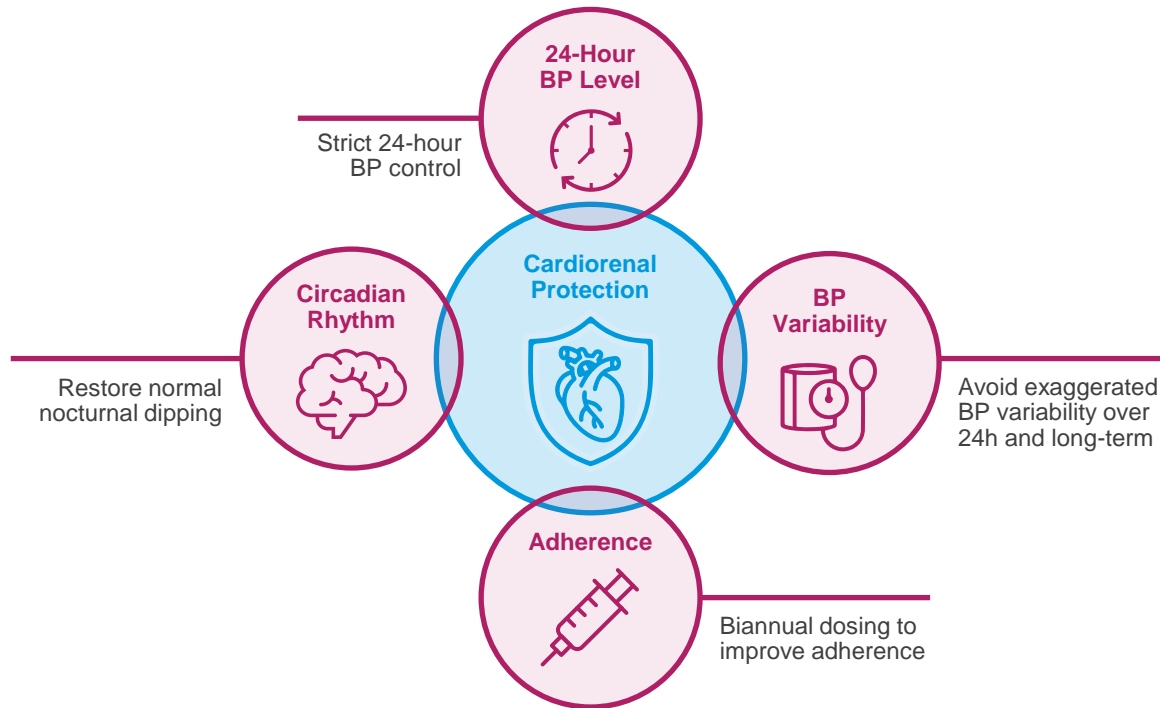 24-Hour
BP Level
Strict 24-hour
BP control
Cardiorenal
Protection
Circadian
Rhythm
Restore normal
nocturnal dipping
BP
Variability
Avoid exaggerated
BP variability over
24h and long-term
Adherence
Biannual dosing to
improve adherence